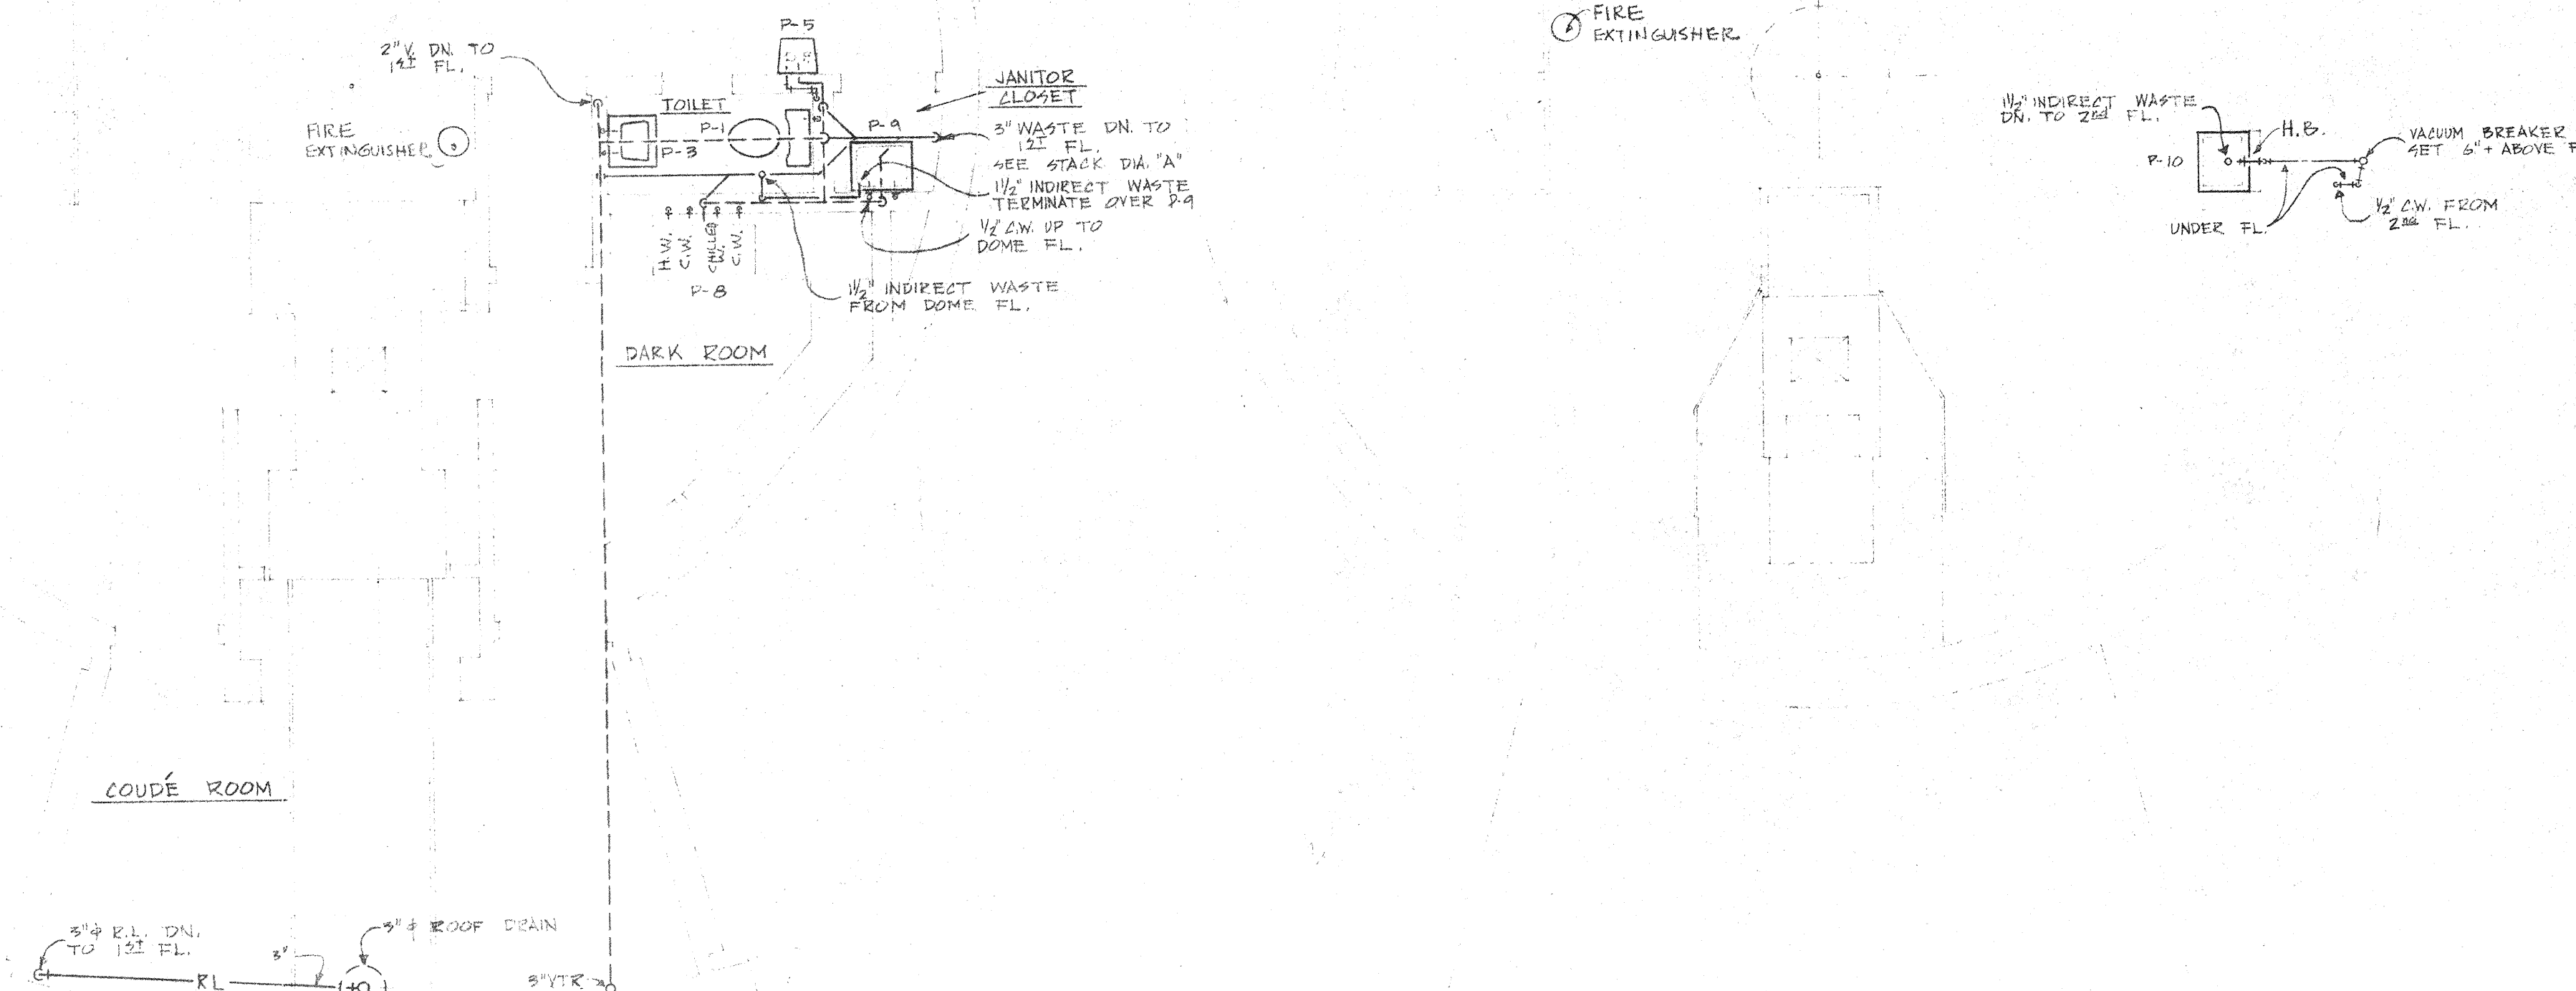 P-5
2" V. DN. TO
1ST FL.
FIRE
EXTINGUISHER
TOILET
P-1
P-3
P-9
JANITOR
CLOSET
3" WASTE DN. TO
1ST FL.
SEE STACK DIA. "A"
1½" INDIRECT WASTE
TERMINATE OVER P-9
½" C.W. UP TO
DOME FL.
H.W.
C.W.
CHILLED W.
C.W.
P-8
1½" INDIRECT WASTE
FROM DOME FL.
DARK ROOM
COUDÉ ROOM
3"ϕ R.L. DN.
TO 1ST FL.
3"
3"ϕ ROOF DRAIN
RL
3" VTR
FIRE
EXTINGUISHER
1½" INDIRECT WASTE
DN. TO 2ND FL.
H.B.
P-10
VACUUM BREAKER
SET 6"+ ABOVE F
½" C.W. FROM
2ND FL.
UNDER FL.